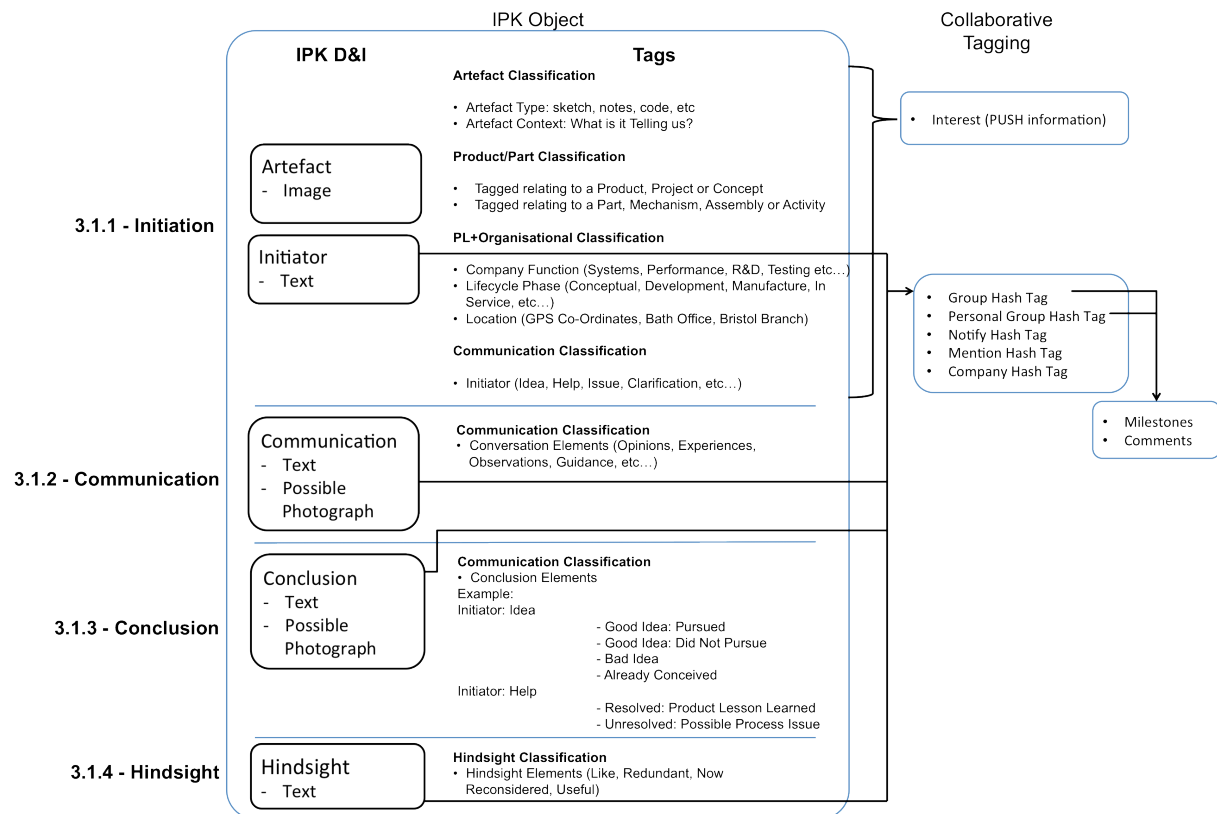 IPK Object
Collaborative
Tagging
IPK D&I
Tags
3.1.1 - Initiation
Artefact
- Image
Initiator
- Text
Artefact Classification
• Artefact Type: sketch, notes, code, etc
• Artefact Context: What is it Telling us?
Product/Part Classification
• Tagged relating to a Product, Project or Concept
• Tagged relating to a Part, Mechanism, Assembly or Activity
PL+Organisational Classification
• Company Function (Systems, Performance, R&D, Testing etc…)
• Lifecycle Phase (Conceptual, Development, Manufacture, In
Service, etc…)
• Location (GPS Co-Ordinates, Bath Office, Bristol Branch)
Communication Classification
• Initiator (Idea, Help, Issue, Clarification, etc…)
• Interest (PUSH information)
• Group Hash Tag
• Personal Group Hash Tag
• Notify Hash Tag
• Mention Hash Tag
• Company Hash Tag
• Milestones
• Comments
3.1.2 - Communication
Communication
- Text
- Possible
Photograph
Communication Classification
• Conversation Elements (Opinions, Experiences,
Observations, Guidance, etc…)
3.1.3 - Conclusion
Conclusion
- Text
- Possible
Photograph
Communication Classification
• Conclusion Elements
Example:
Initiator: Idea
- Good Idea: Pursued
- Good Idea: Did Not Pursue
- Bad Idea
- Already Conceived
Initiator: Help
- Resolved: Product Lesson Learned
- Unresolved: Possible Process Issue
3.1.4 - Hindsight
Hindsight
- Text
Hindsight Classification
• Hindsight Elements (Like, Redundant, Now
Reconsidered, Useful)